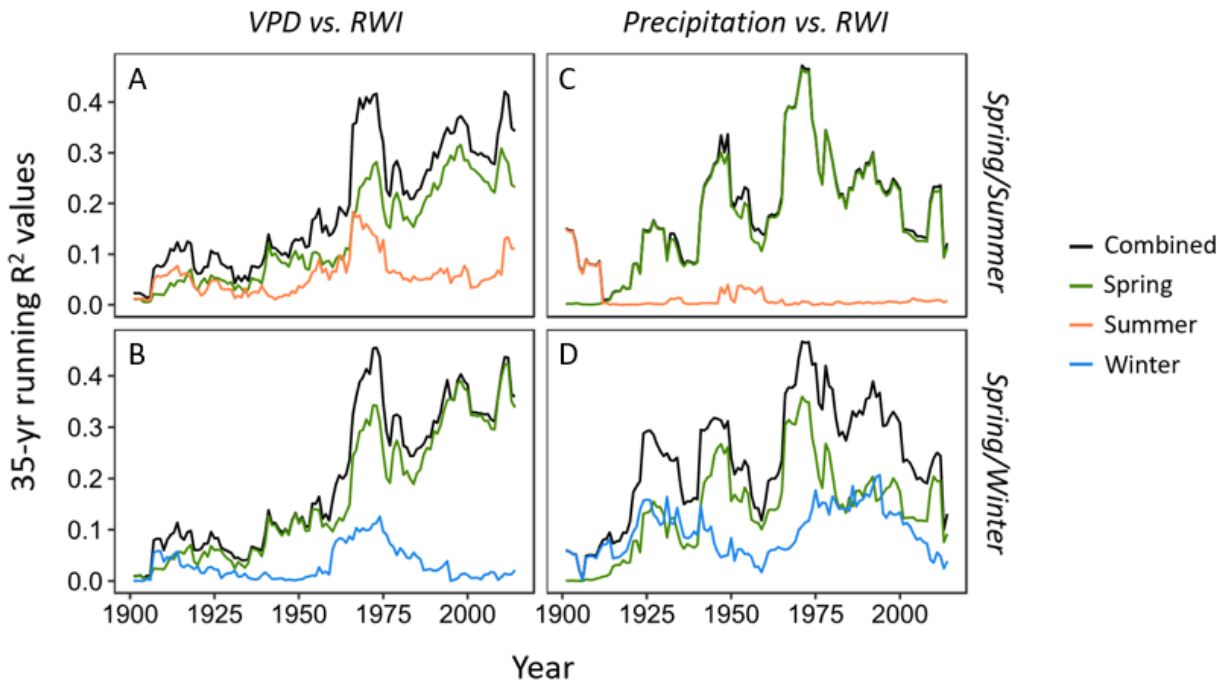 VPD vs. RWI
Precipitation vs. RWI
A
C
0.4
0.3
0.2
0.1
0.0
Spring/Summer
B
D
0.4
0.3
0.2
0.1
0.0
Spring/Winter
35-yr running R² values
1900 1925 1950 1975 2000
1900 1925 1950 1975 2000
Year
Combined
Spring
Summer
Winter